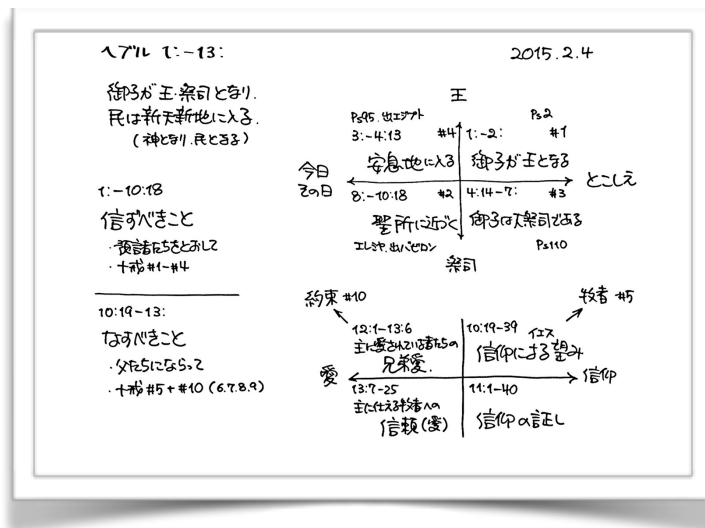 ヘブル 1:-13:
2015.2.4
御子が王・祭司となり.
民は新天新地に入る.
(神となり.民とする)
1:-10:18
信ずべきこと
・預言者たちをとおして
・十戒 #1-#4
10:19-13:
なすべきこと
・父たちにならって
・十戒 #5+#10 (6.7.8.9)
王
Ps95.出エジプト
3:-4:13 #4
安息地に入る
Ps2
1:-2: #1
御子が王となる
今日
その日
とこしえ
8:-10:18 #2
聖所に近づく
エレミヤ.出バビロン
4:14-7: #3
御子は大祭司である
Ps110
祭司
約束 #10
牧者 #5
12:1-13:6
主に愛されている者たちの
兄弟愛.
10:19-39 イエス
信仰による望み
愛
信仰
13:7-25
主に仕える牧者への
信頼(愛)
11:1-40
信仰の証し